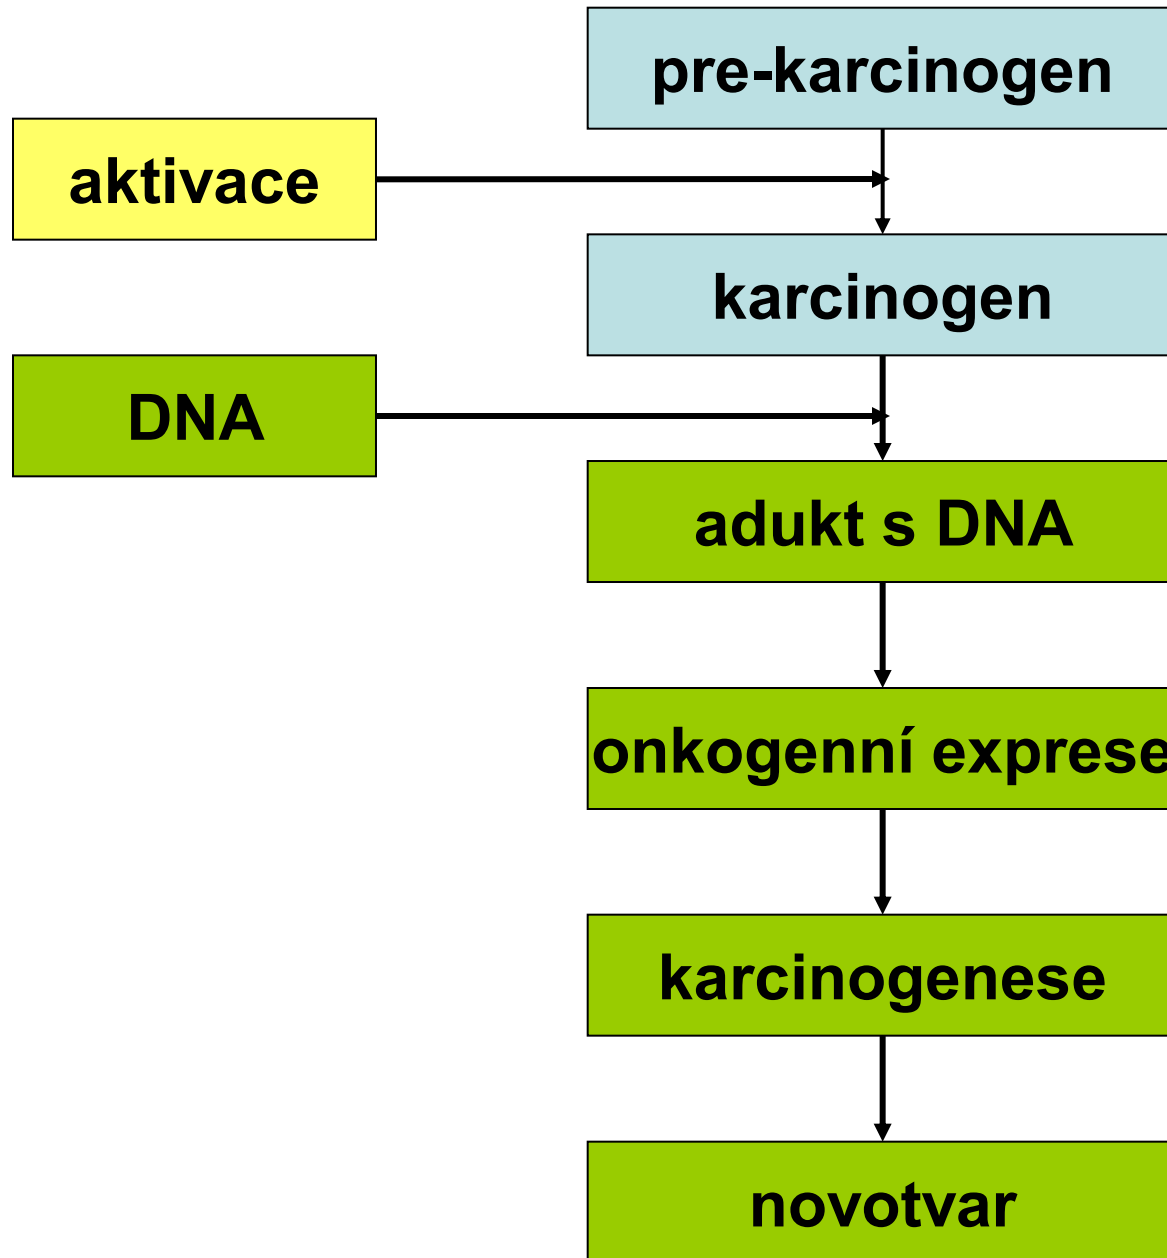 pre-karcinogen
aktivace
karcinogen
DNA
adukt s DNA
onkogenní exprese
karcinogenese
novotvar